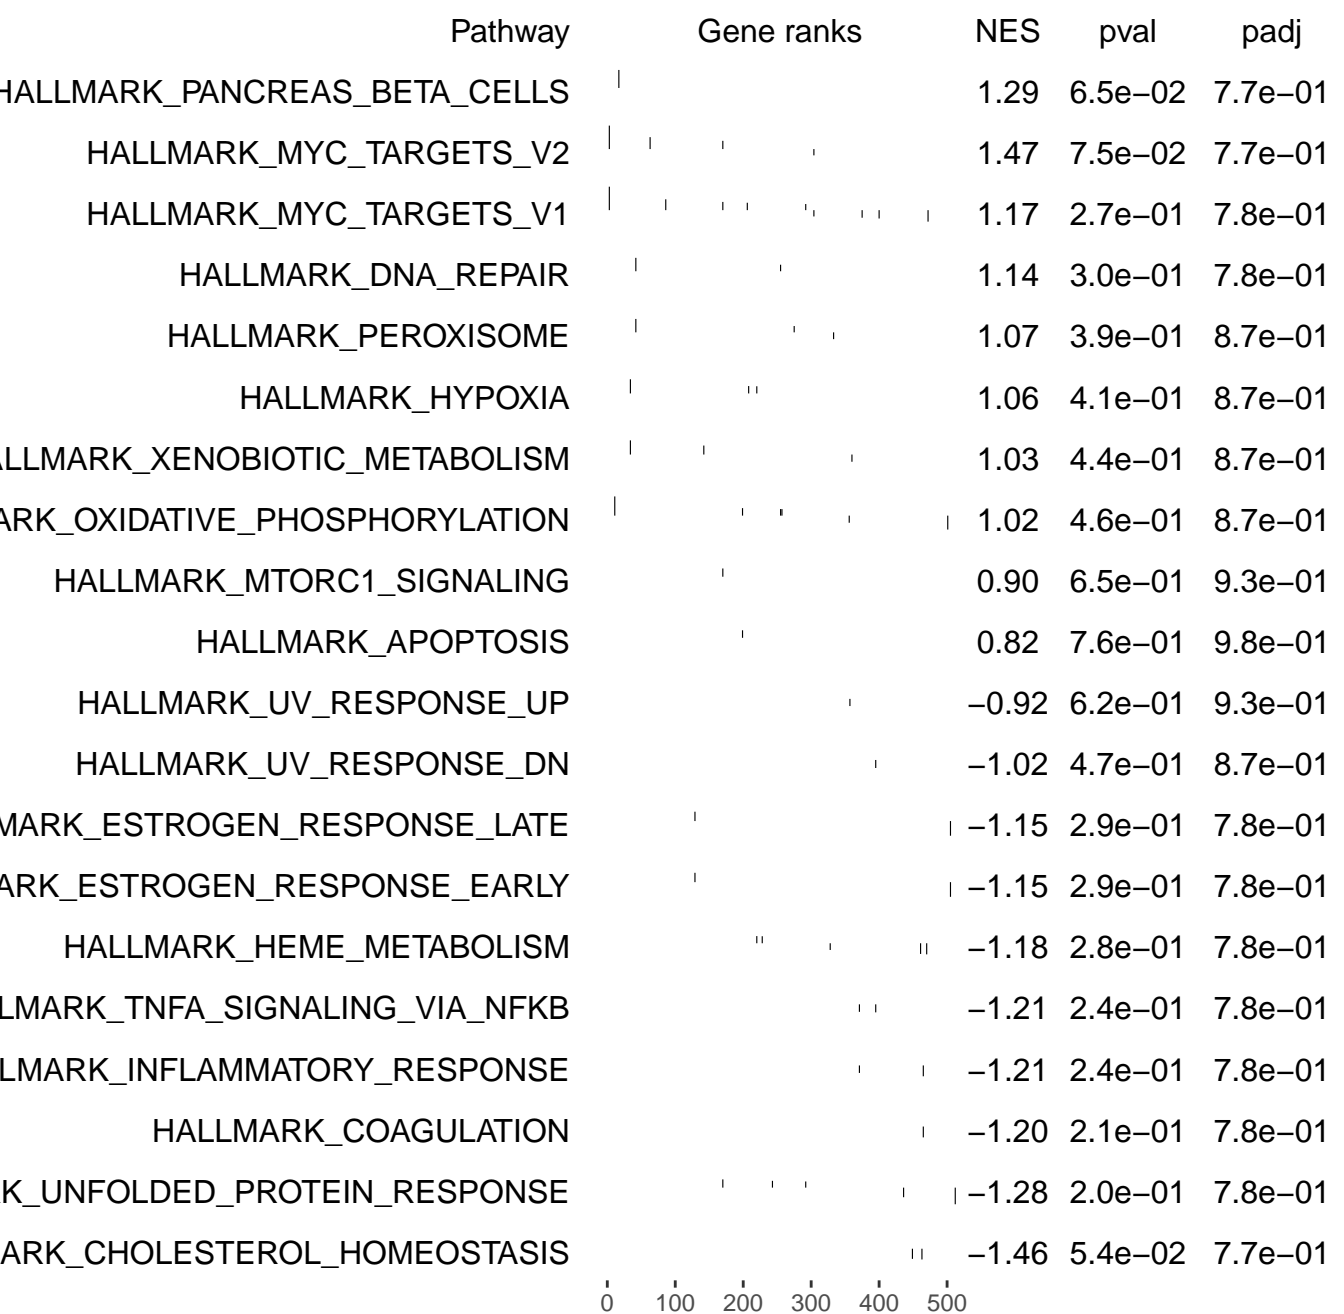 Pathway Gene ranks NES pval padj
HALLMARK_PANCREAS_BETA_CELLS 1.29 6.5e−02 7.7e−01
HALLMARK_MYC_TARGETS_V2 1.47 7.5e−02 7.7e−01
HALLMARK_MYC_TARGETS_V1 1.17 2.7e−01 7.8e−01
HALLMARK_DNA_REPAIR 1.14 3.0e−01 7.8e−01
HALLMARK_PEROXISOME 1.07 3.9e−01 8.7e−01
HALLMARK_HYPOXIA 1.06 4.1e−01 8.7e−01
ALLMARK_XENOBIOTIC_METABOLISM 1.03 4.4e−01 8.7e−01
ARK_OXIDATIVE_PHOSPHORYLATION 1.02 4.6e−01 8.7e−01
HALLMARK_MTORC1_SIGNALING 0.90 6.5e−01 9.3e−01
HALLMARK_APOPTOSIS 0.82 7.6e−01 9.8e−01
HALLMARK_UV_RESPONSE_UP −0.92 6.2e−01 9.3e−01
HALLMARK_UV_RESPONSE_DN −1.02 4.7e−01 8.7e−01
MARK_ESTROGEN_RESPONSE_LATE −1.15 2.9e−01 7.8e−01
ARK_ESTROGEN_RESPONSE_EARLY −1.15 2.9e−01 7.8e−01
HALLMARK_HEME_METABOLISM −1.18 2.8e−01 7.8e−01
LMARK_TNFA_SIGNALING_VIA_NFKB −1.21 2.4e−01 7.8e−01
LMARK_INFLAMMATORY_RESPONSE −1.21 2.4e−01 7.8e−01
HALLMARK_COAGULATION −1.20 2.1e−01 7.8e−01
K_UNFOLDED_PROTEIN_RESPONSE −1.28 2.0e−01 7.8e−01
ARK_CHOLESTEROL_HOMEOSTASIS −1.46 5.4e−02 7.7e−01
0 100 200 300 400 500